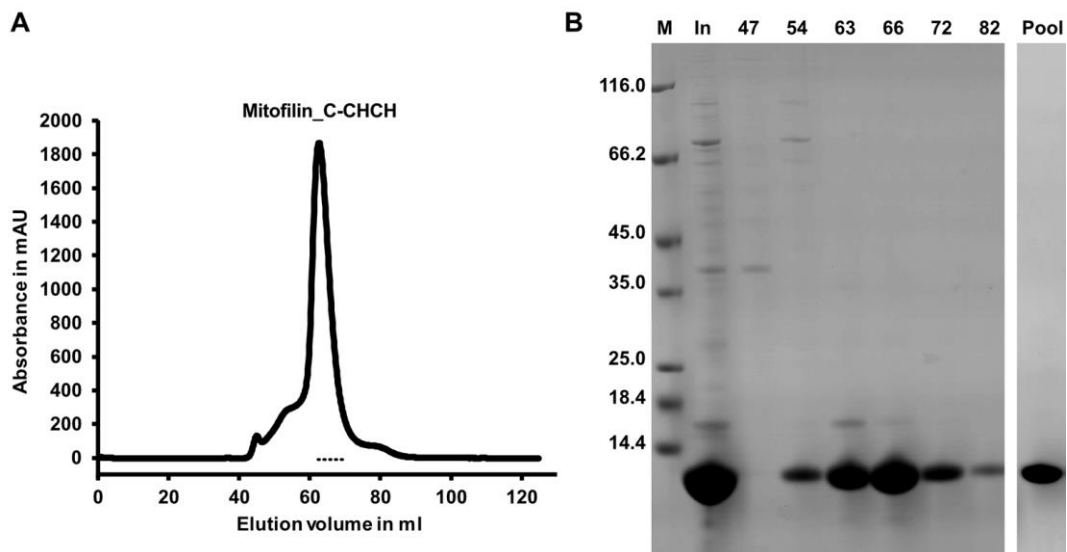 A
Mitofilin_C-CHCH
Absorbance in mAU
2000
1800
1600
1400
1200
1000
800
600
400
200
0
0 20 40 60 80 100 120
Elution volume in ml
B
M In 47 54 63 66 72 82 Pool
116.0
66.2
45.0
35.0
25.0
18.4
14.4